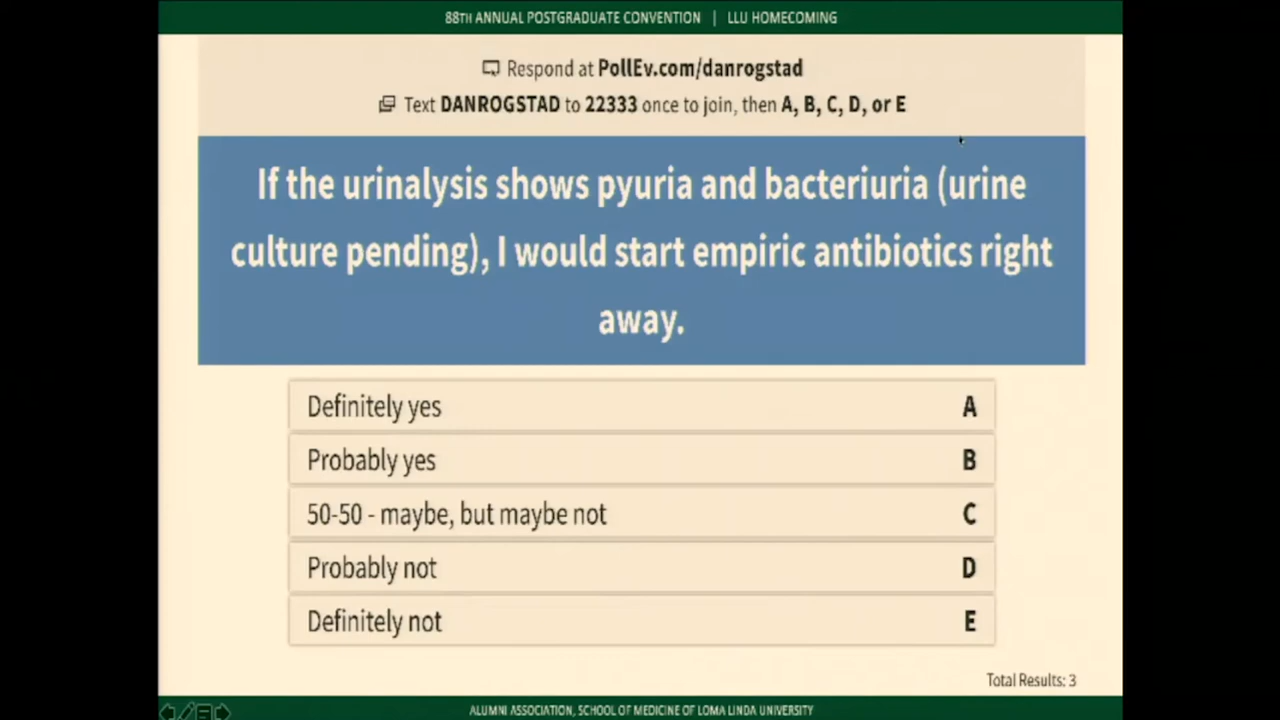 88TH ANNUAL POSTGRADUATE CONVENTION | LLU HOMECOMING
Respond at PollEv.com/danrogstad
Text DANROGSTAD to 22333 once to join, then A, B, C, D, or E
If the urinalysis shows pyuria and bacteriuria (urine
culture pending), I would start empiric antibiotics right
away.
Definitely yes A
Probably yes B
50-50 - maybe, but maybe not C
Probably not D
Definitely not E
Total Results: 3
ALUMNI ASSOCIATION, SCHOOL OF MEDICINE OF LOMA LINDA UNIVERSITY